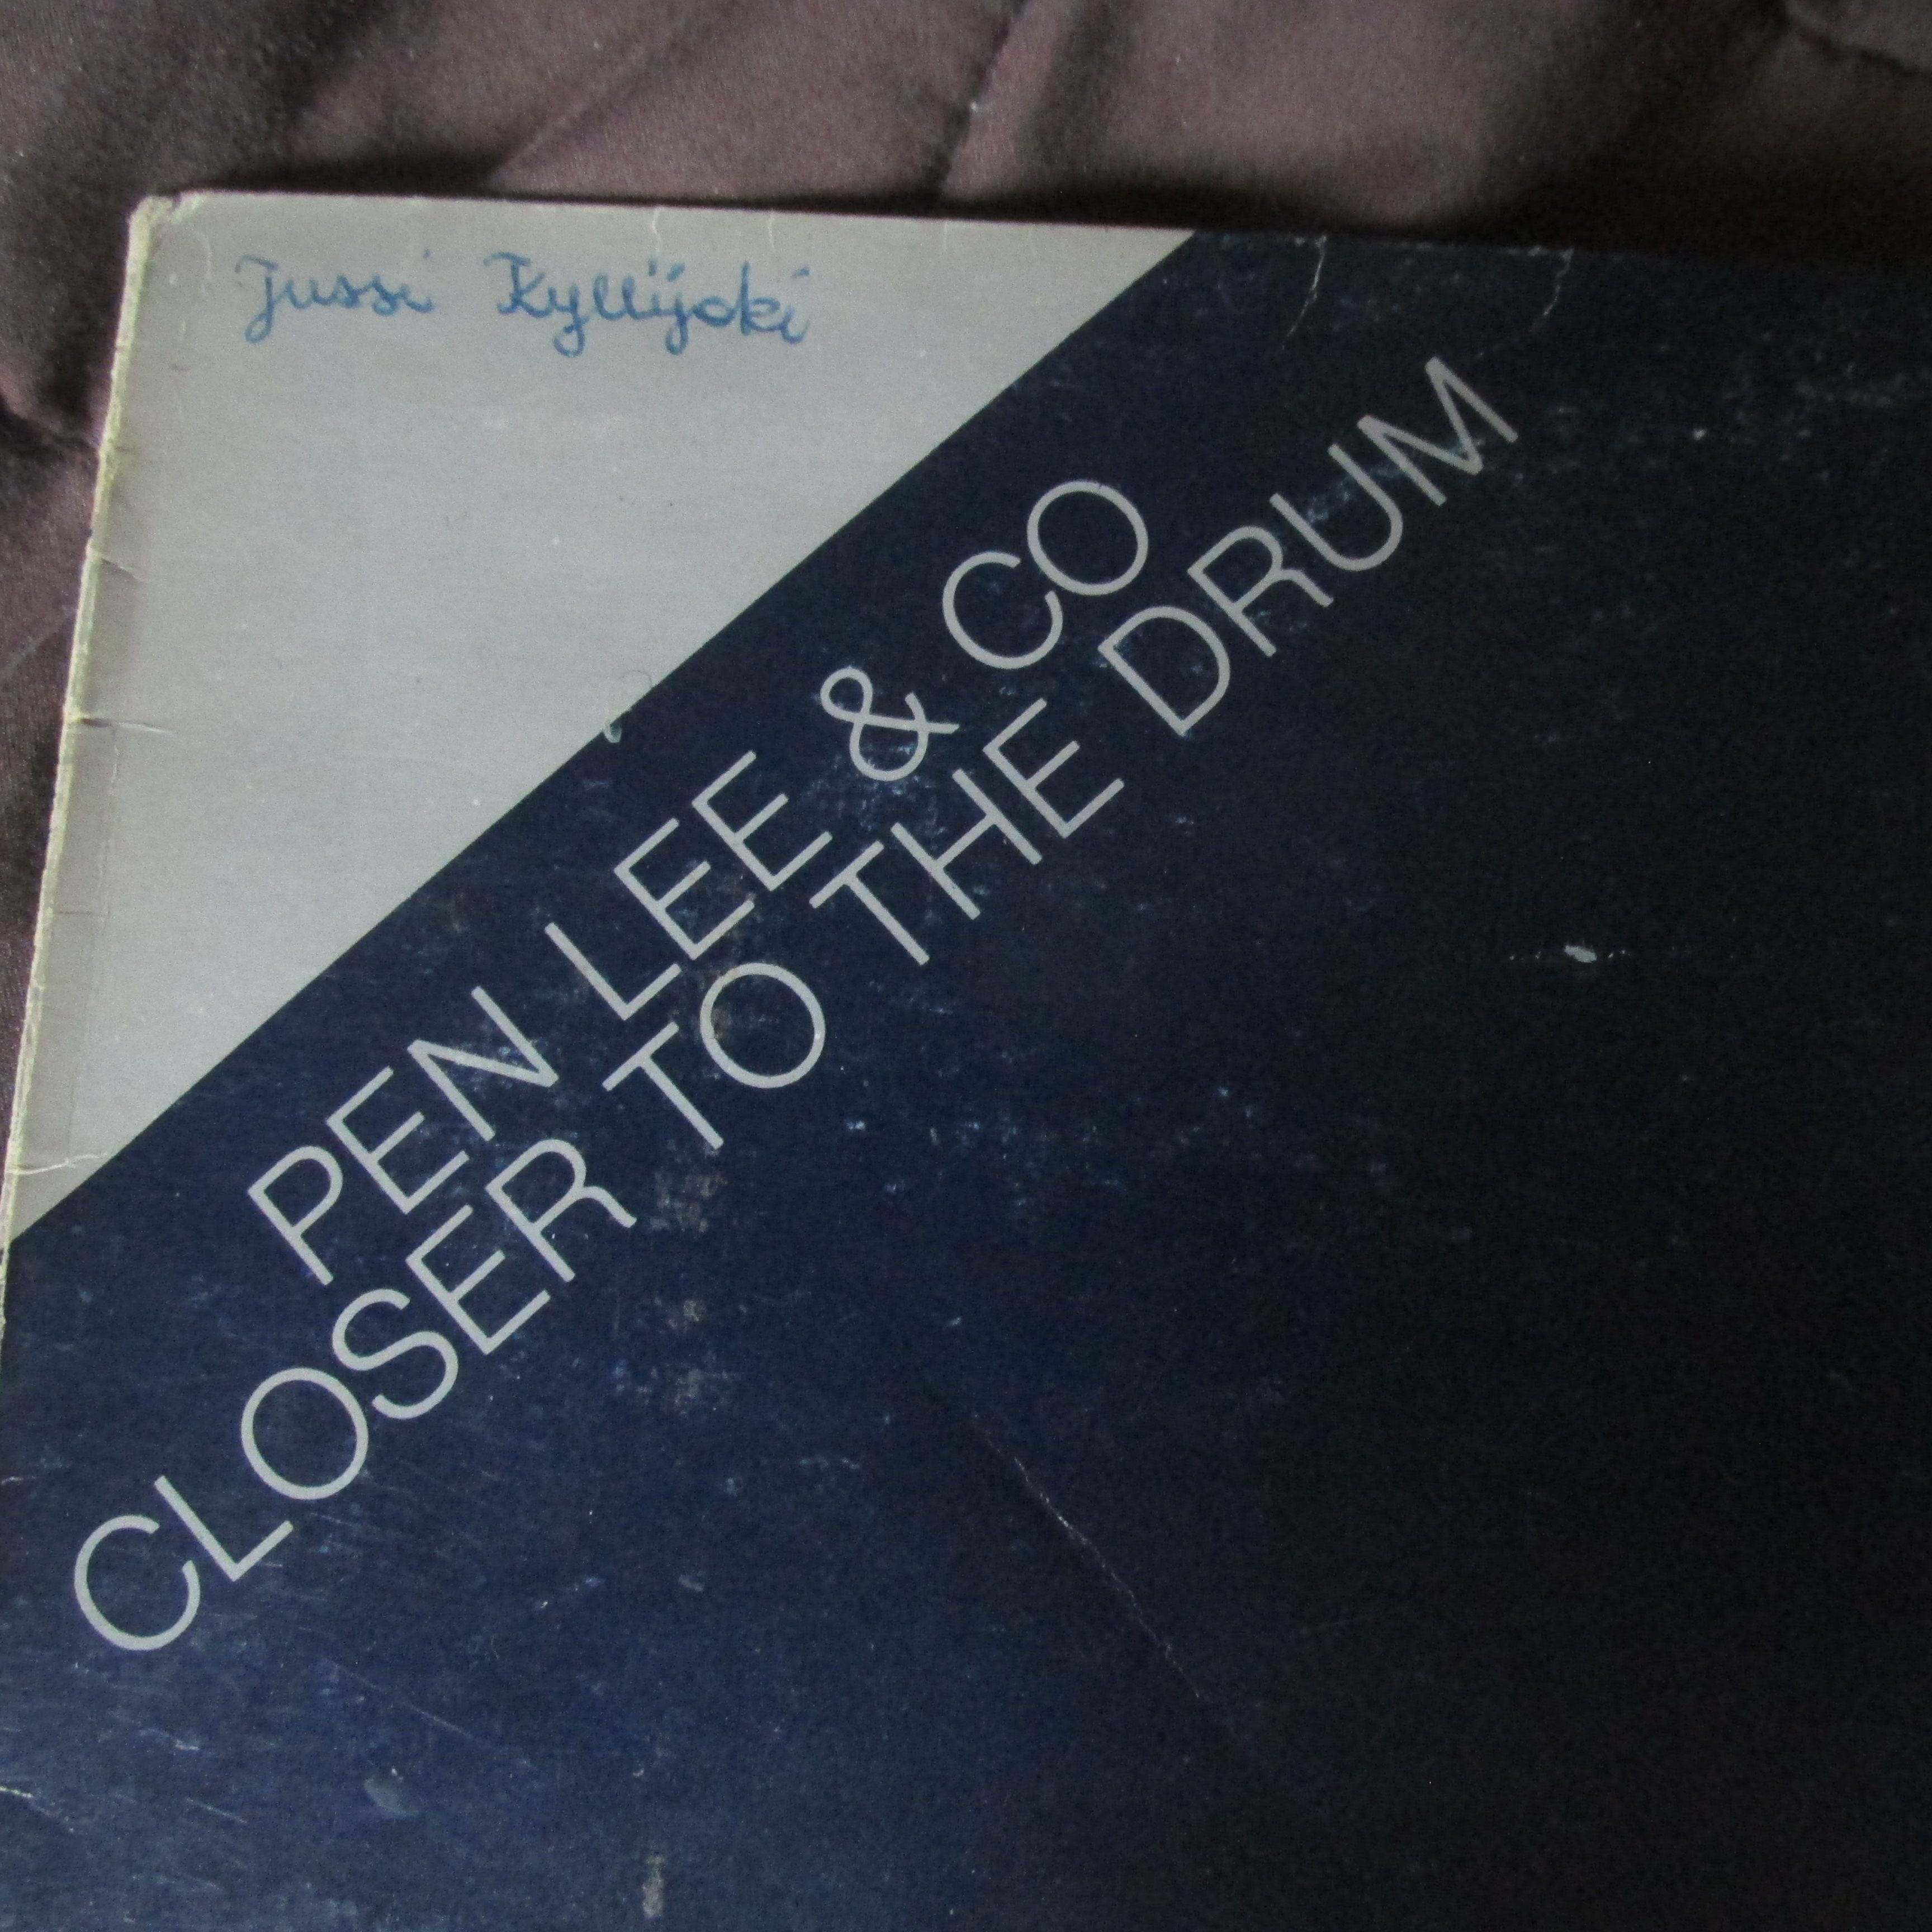 Jussi Kyllijoki
PEN LEE & CO
CLOSER TO THE DRUM